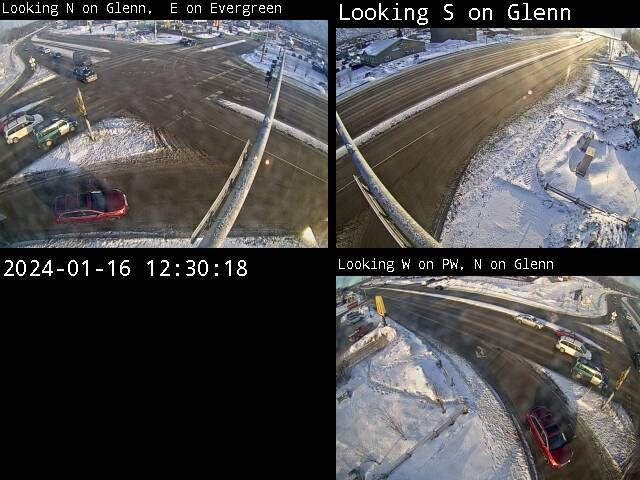 Looking N on Glenn,  E on Evergreen
Looking S on Glenn
2024-01-16 12:30:18
Looking W on PW, N on Glenn